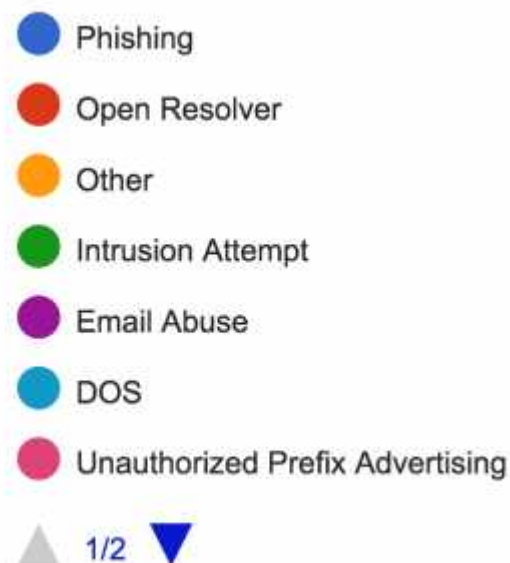 Phishing
Open Resolver
Other
Intrusion Attempt
Email Abuse
DOS
Unauthorized Prefix Advertising
1/2